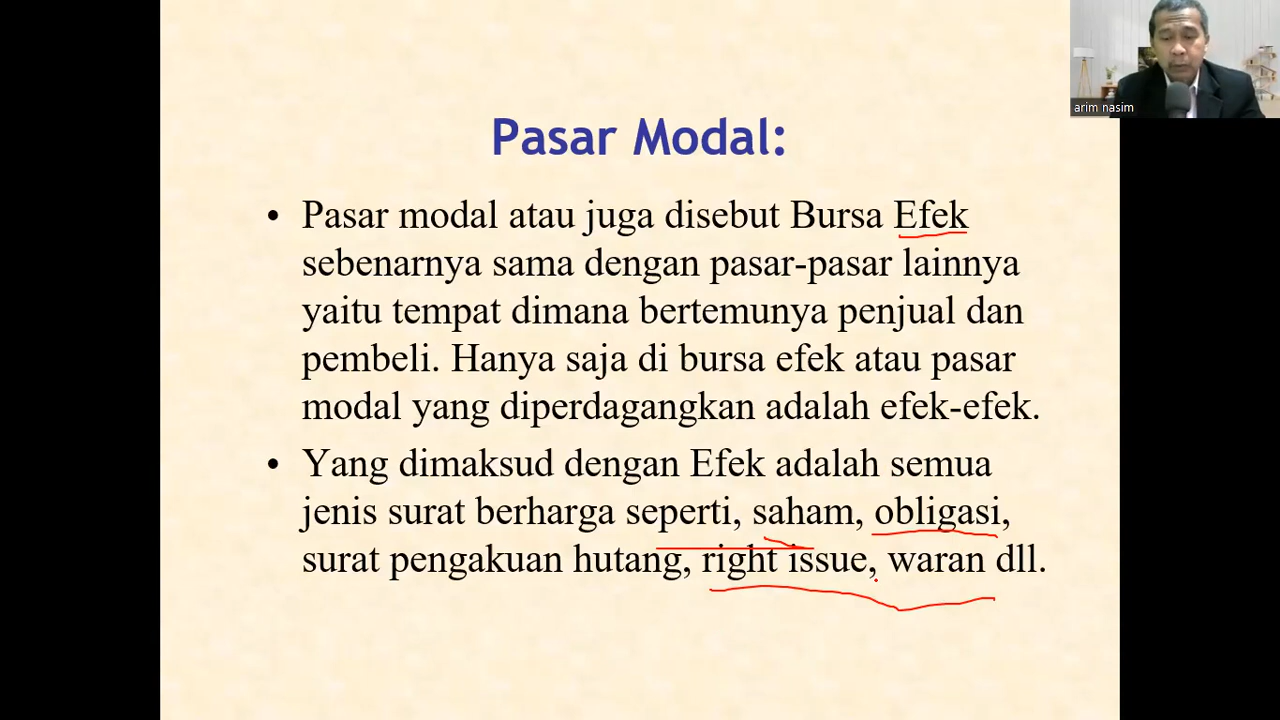 arim nasim
Pasar Modal:
• Pasar modal atau juga disebut Bursa Efek
sebenarnya sama dengan pasar-pasar lainnya
yaitu tempat dimana bertemunya penjual dan
pembeli. Hanya saja di bursa efek atau pasar
modal yang diperdagangkan adalah efek-efek.
• Yang dimaksud dengan Efek adalah semua
jenis surat berharga seperti, saham, obligasi,
surat pengakuan hutang, right issue, waran dll.